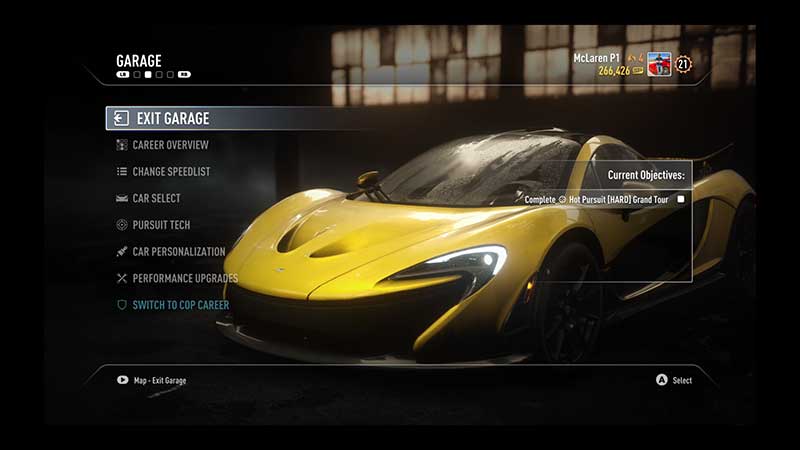 GARAGE
LB RB
McLaren P1 4
266,426 SP
21
EXIT GARAGE
CAREER OVERVIEW
CHANGE SPEEDLIST
CAR SELECT
PURSUIT TECH
CAR PERSONALIZATION
PERFORMANCE UPGRADES
SWITCH TO COP CAREER
Current Objectives:
Complete Hot Pursuit [HARD] Grand Tour
Map - Exit Garage
A Select